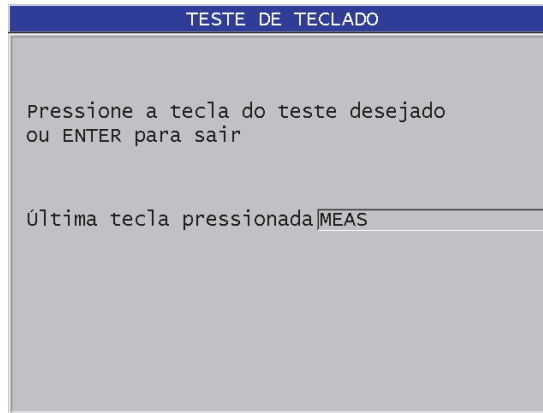 TESTE DE TECLADO
Pressione a tecla do teste desejado
ou ENTER para sair
Última tecla pressionada MEAS